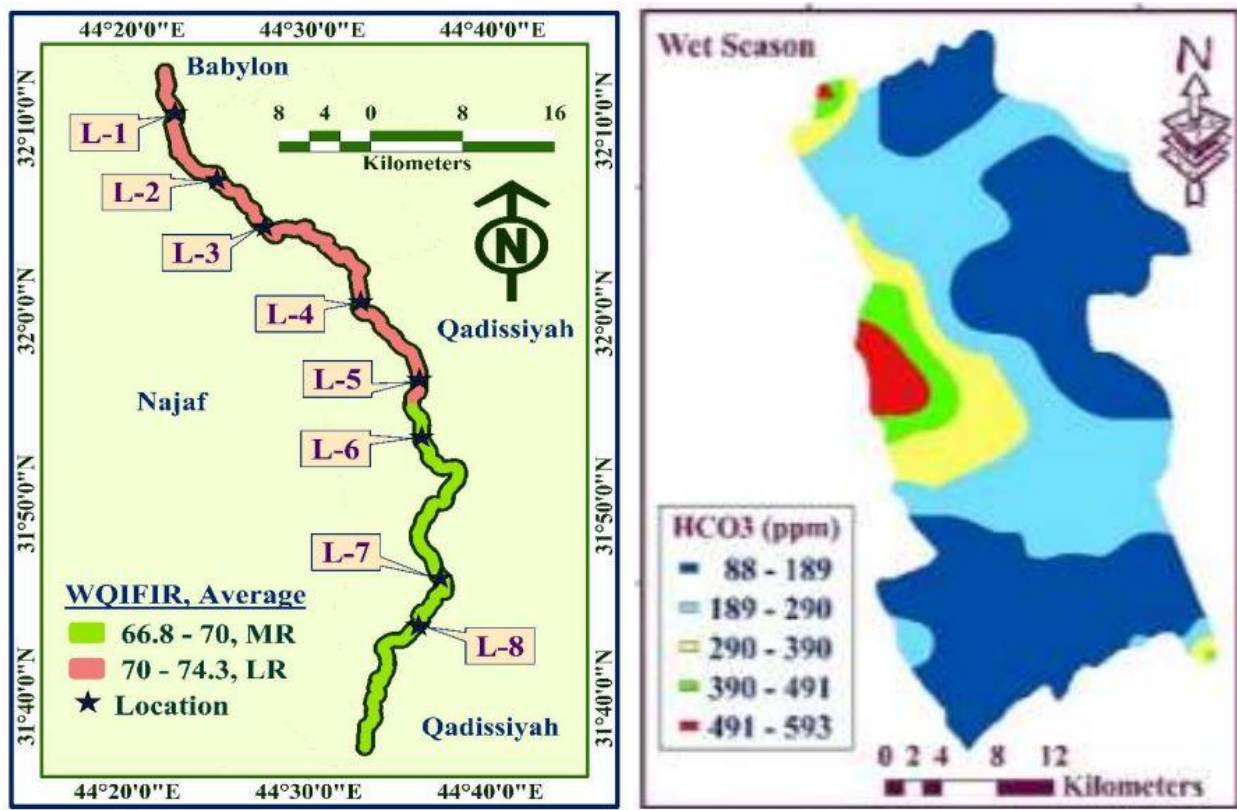 44°20'0"E 44°30'0"E 44°40'0"E
Babylon
8 4 0 8 16
Kilometers
32°10'0"N
32°10'0"N
L-1
L-2
L-3
N
L-4
32°0'0"N
32°0'0"N
Qadissiyah
L-5
Najaf
L-6
31°50'0"N
31°50'0"N
L-7
WQIFIR, Average
66.8 - 70, MR
70 - 74.3, LR
Location
L-8
31°40'0"N
31°40'0"N
Qadissiyah
44°20'0"E 44°30'0"E 44°40'0"E
Wet Season
N
HCO3 (ppm)
88 - 189
189 - 290
290 - 390
390 - 491
491 - 593
0 2 4 8 12
Kilometers